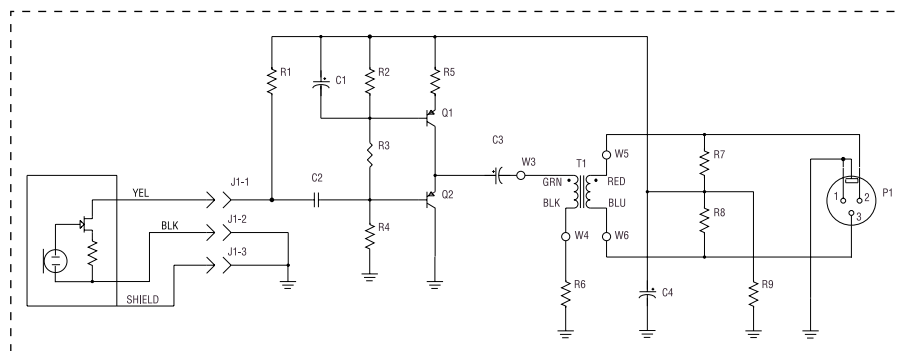 R1
C1
R2
R5
Q1
R3
C2
Q2
R4
YEL
J1-1
BLK
J1-2
J1-3
SHIELD
C3
W3
T1
W5
GRN
RED
BLK
BLU
W4
W6
R6
R7
R8
C4
R9
P1
1
2
3